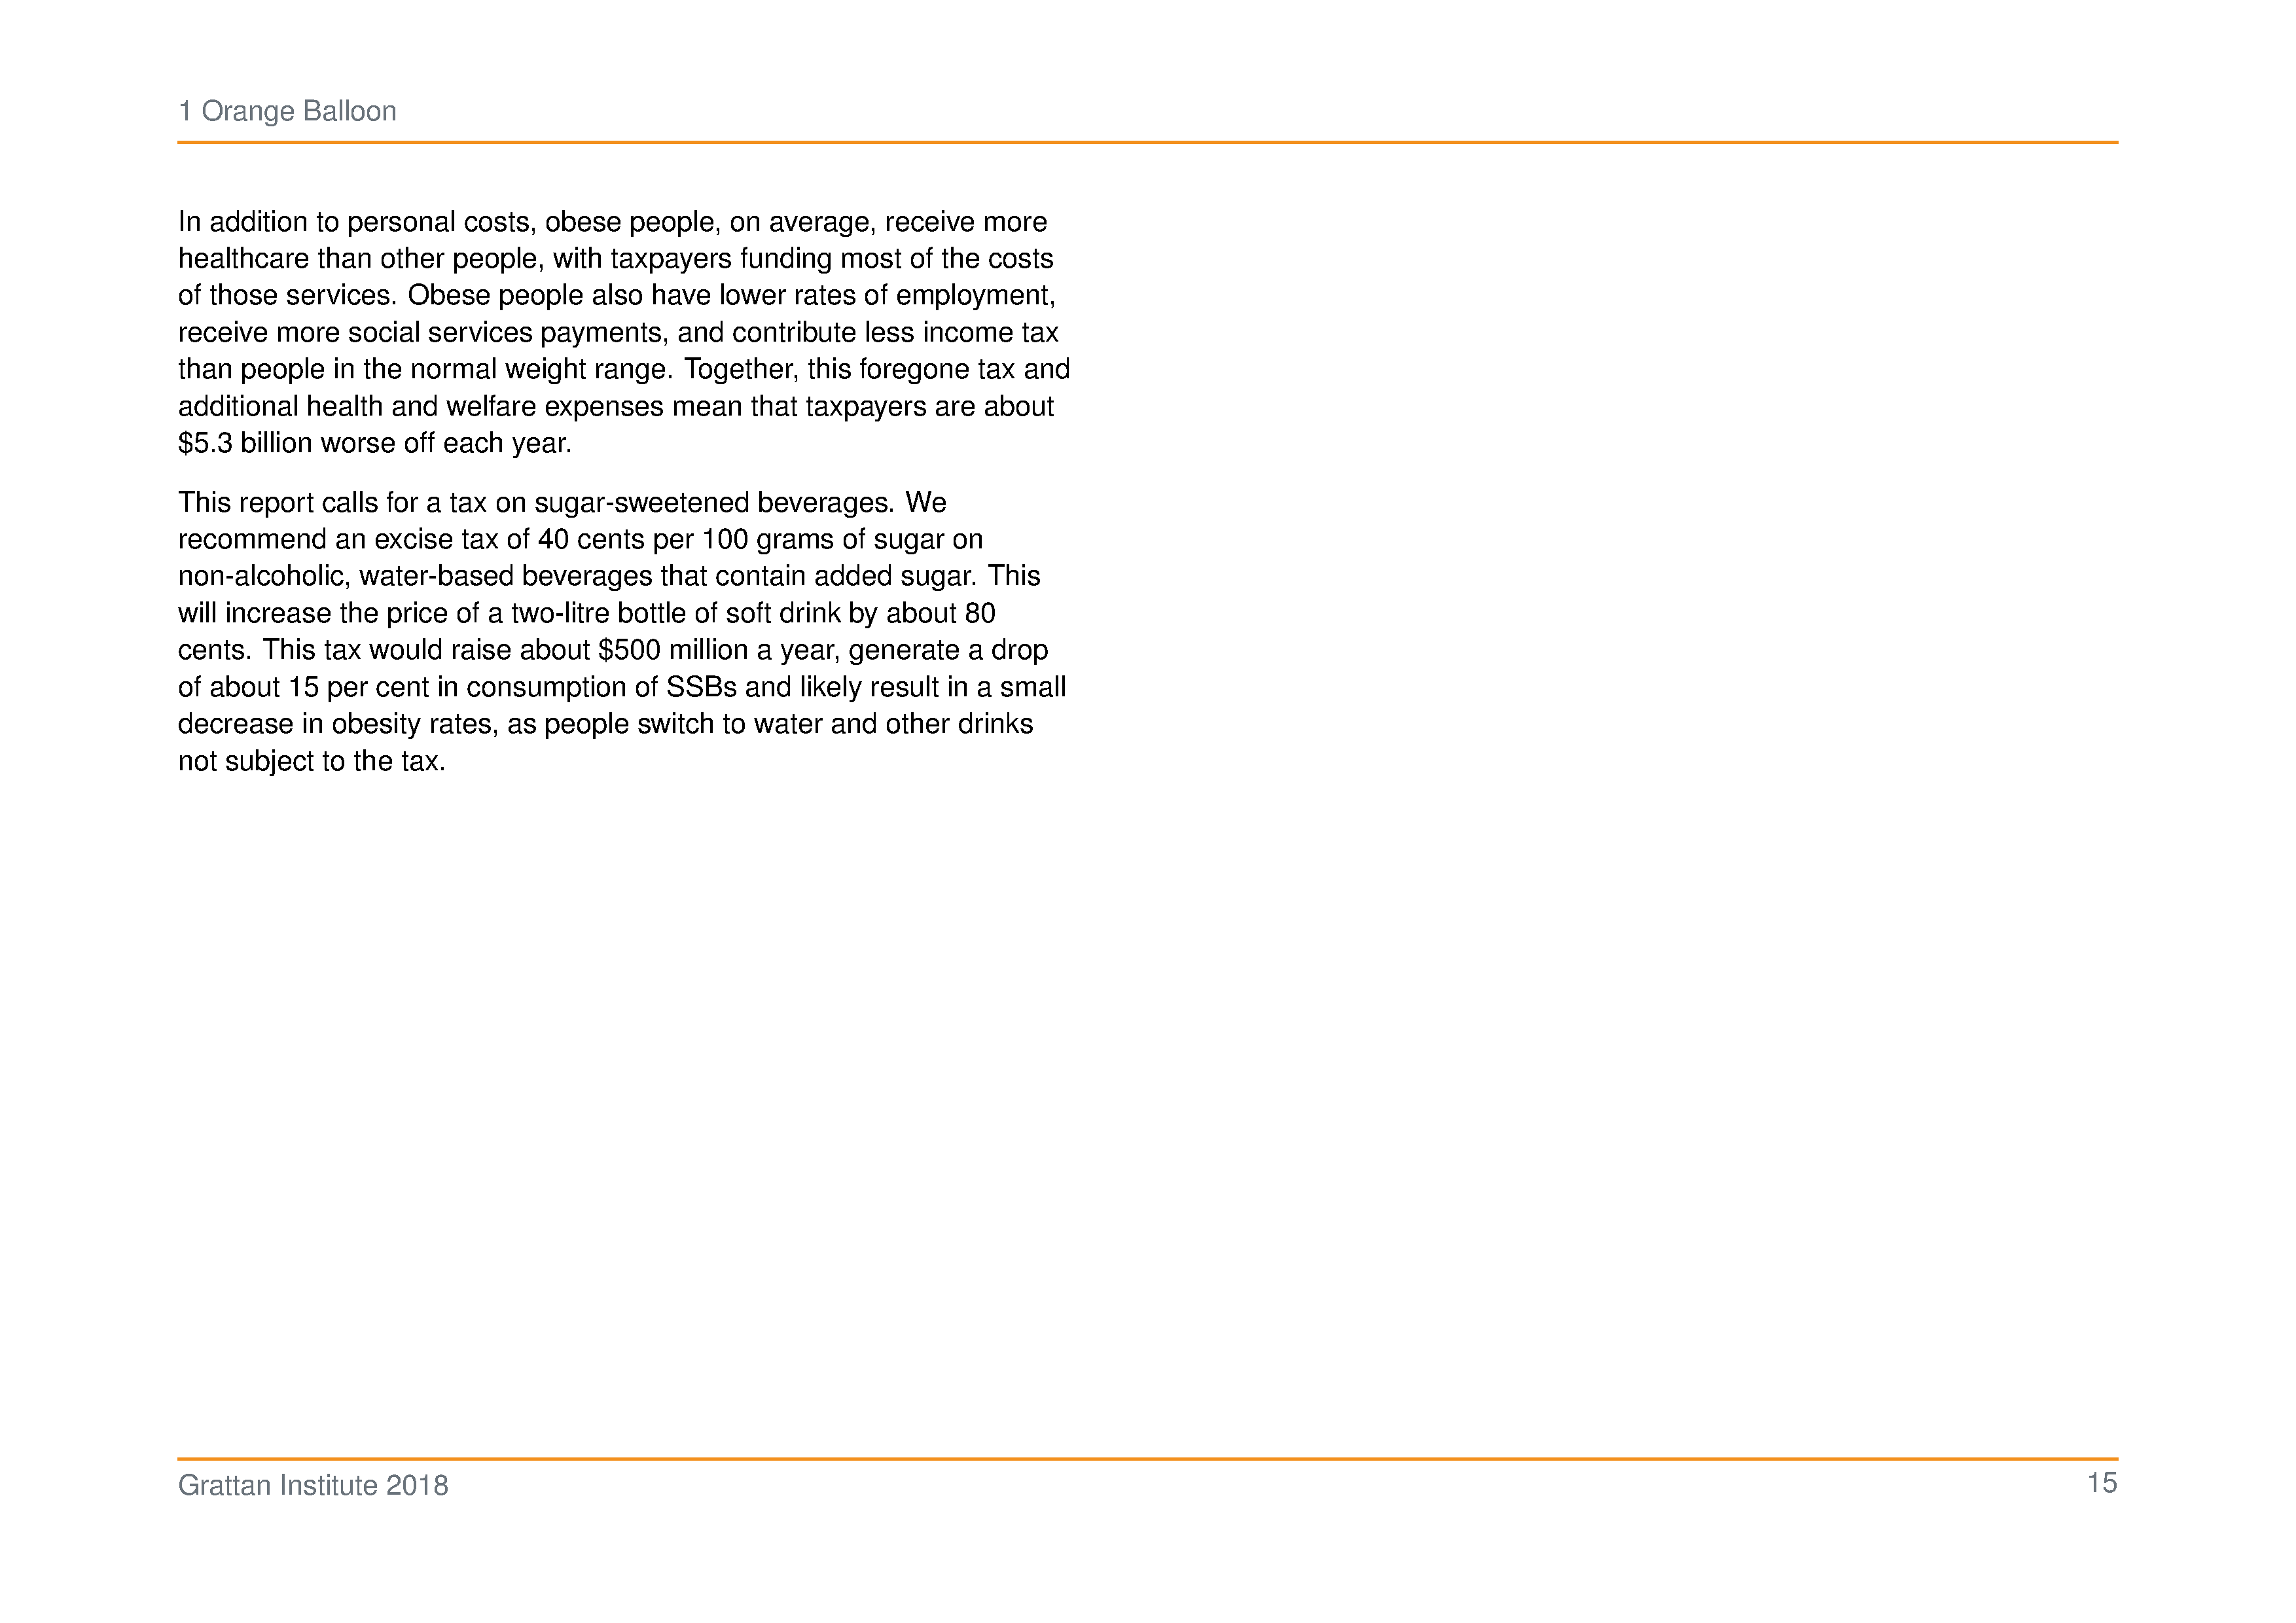 1 Orange Balloon
In addition to personal costs, obese people, on average, receive more
healthcare than other people, with taxpayers funding most of the costs
of those services. Obese people also have lower rates of employment,
receive more social services payments, and contribute less income tax
than people in the normal weight range. Together, this foregone tax and
additional health and welfare expenses mean that taxpayers are about
$5.3 billion worse off each year.
This report calls for a tax on sugar-sweetened beverages. We
recommend an excise tax of 40 cents per 100 grams of sugar on
non-alcoholic, water-based beverages that contain added sugar. This
will increase the price of a two-litre bottle of soft drink by about 80
cents. This tax would raise about $500 million a year, generate a drop
of about 15 per cent in consumption of SSBs and likely result in a small
decrease in obesity rates, as people switch to water and other drinks
not subject to the tax.
Grattan Institute 2018
15